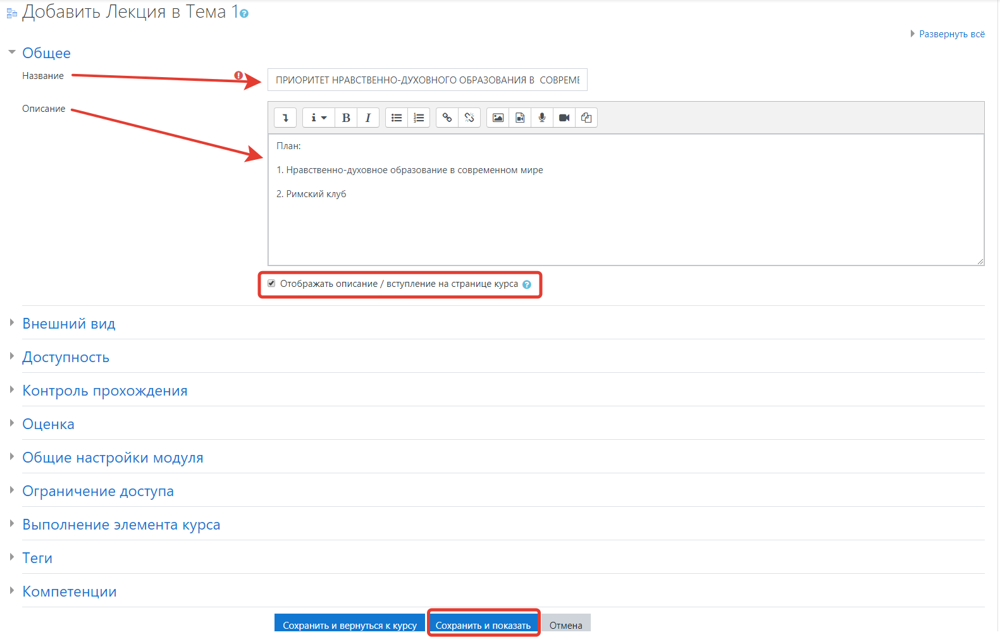 Добавить Лекция в Тема 1
Развернуть всё
Общее
Название
ПРИОРИТЕТ НРАВСТВЕННО-ДУХОВНОГО ОБРАЗОВАНИЯ В СОВРЕМЕ
Описание
План:
1. Нравственно-духовное образование в современном мире
2. Римский клуб
Отображать описание / вступление на странице курса
Внешний вид
Доступность
Контроль прохождения
Оценка
Общие настройки модуля
Ограничение доступа
Выполнение элемента курса
Теги
Компетенции
Сохранить и вернуться к курсу Сохранить и показать Отмена